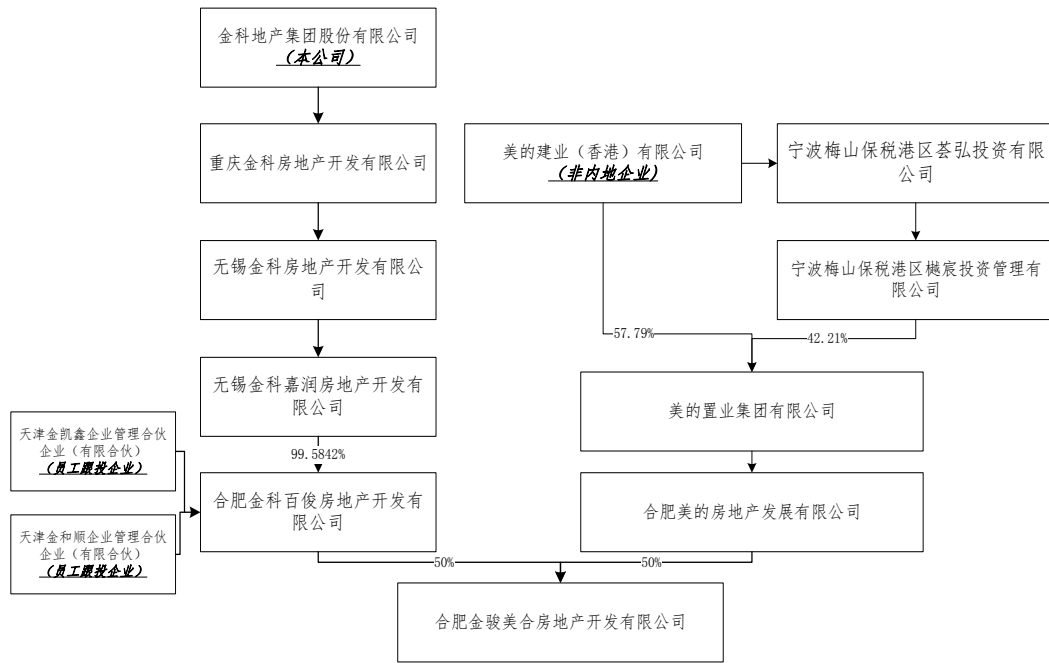 金科地产集团股份有限公司
（本公司）
重庆金科房地产开发有限公司
美的建业（香港）有限公司
（非内地企业）
宁波梅山保税港区荟弘投资有限
公司
无锡金科房地产开发有限公
司
宁波梅山保税港区樾宸投资管理有
限公司
57.79%
42.21%
无锡金科嘉润房地产开发有
限公司
美的置业集团有限公司
天津金凯鑫企业管理合伙
企业（有限合伙）
（员工跟投企业）
99.5842%
合肥金科百俊房地产开发有
限公司
合肥美的房地产发展有限公司
天津金和顺企业管理合伙
企业（有限合伙）
（员工跟投企业）
50%
50%
合肥金骏美合房地产开发有限公司